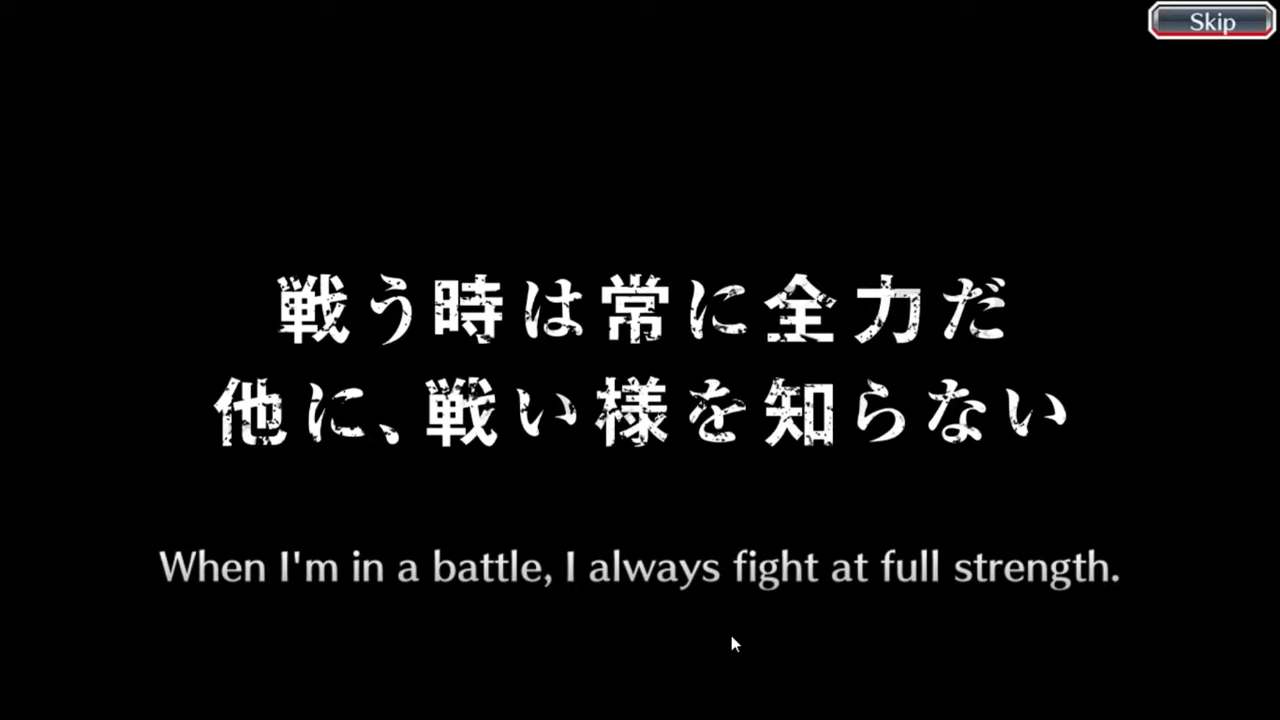 Skip
戦う時は常に全力だ
他に、戦い様を知らない
When I'm in a battle, I always fight at full strength.